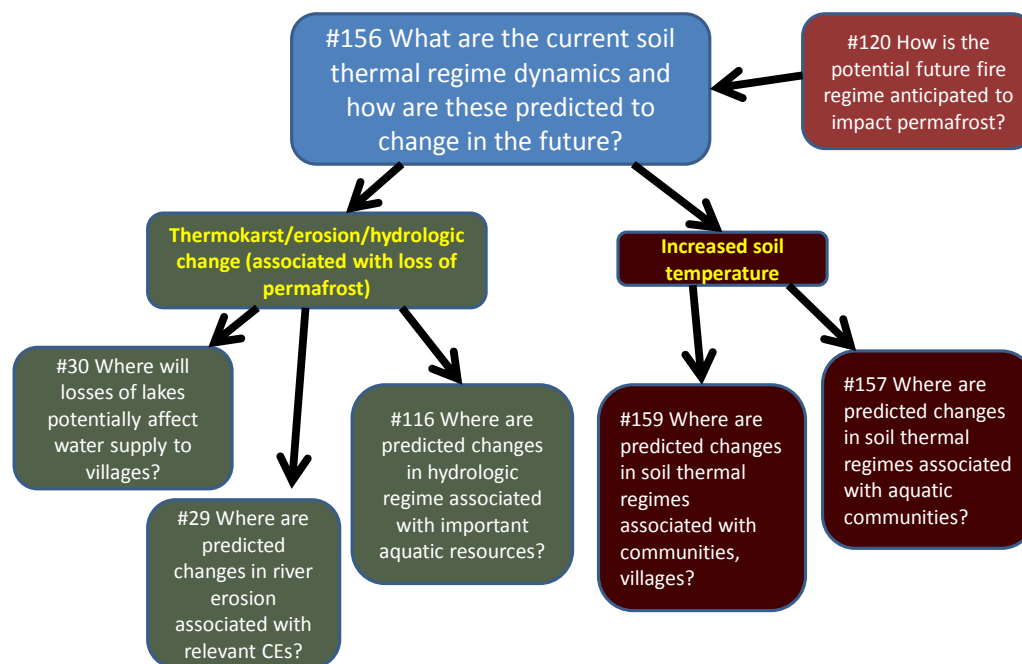 #156 What are the current soil
thermal regime dynamics and
how are these predicted to
change in the future?
#120 How is the
potential future fire
regime anticipated to
impact permafrost?
Thermokarst/erosion/hydrologic
change (associated with loss of
permafrost)
Increased soil
temperature
#30 Where will
losses of lakes
potentially affect
water supply to
villages?
#29 Where are
predicted
changes in river
erosion
associated with
relevant CEs?
#116 Where are
predicted changes
in hydrologic
regime associated
with important
aquatic resources?
#159 Where are
predicted changes
in soil thermal
regimes
associated with
communities,
villages?
#157 Where are
predicted changes
in soil thermal
regimes associated
with aquatic
communities?